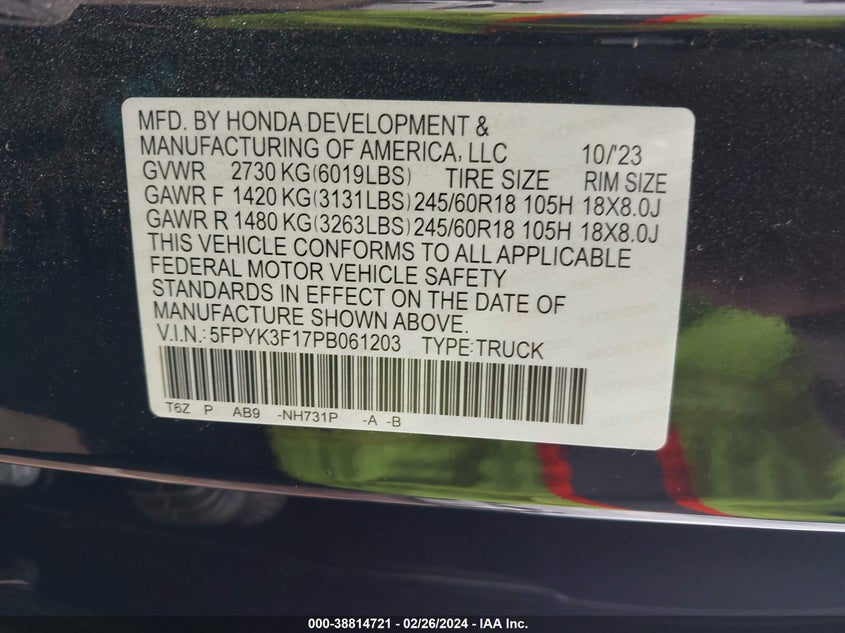 MFD. BY HONDA DEVELOPMENT &
MANUFACTURING OF AMERICA, LLC 10/'23
GVWR 2730 KG(6019LBS) TIRE SIZE RIM SIZE
GAWR F 1420 KG(3131LBS) 245/60R18 105H 18X8.0J
GAWR R 1480 KG(3263LBS) 245/60R18 105H 18X8.0J
THIS VEHICLE CONFORMS TO ALL APPLICABLE
FEDERAL MOTOR VEHICLE SAFETY
STANDARDS IN EFFECT ON THE DATE OF
MANUFACTURE SHOWN ABOVE.
V.I.N.: 5FPYK3F17PB061203 TYPE:TRUCK
T6Z P AB9 -NH731P -A -B
000-38814721 - 02/26/2024 - IAA Inc.